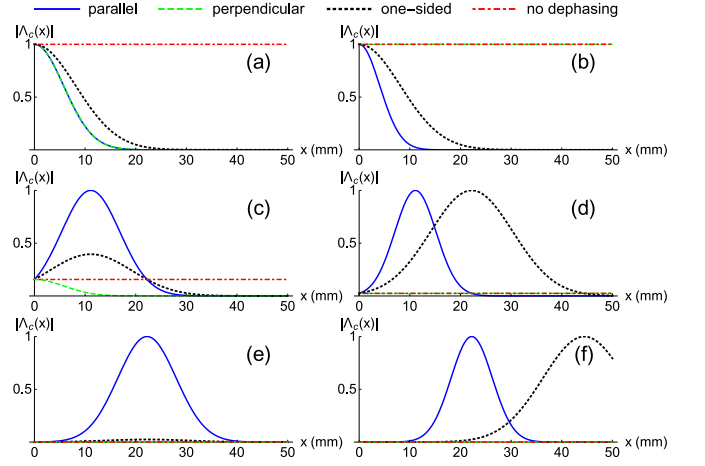 parallel perpendicular one-sided no dephasing
|Λc(x)| |Λc(x)|
1 1
(a) (b)
0.5 0.5
x (mm) x (mm)
0 10 20 30 40 50 0 10 20 30 40 50
|Λc(x)| |Λc(x)|
1 1
(c) (d)
0.5 0.5
x (mm) x (mm)
0 10 20 30 40 50 0 10 20 30 40 50
|Λc(x)| |Λc(x)|
1 1
(e) (f)
0.5 0.5
x (mm) x (mm)
0 10 20 30 40 50 0 10 20 30 40 50